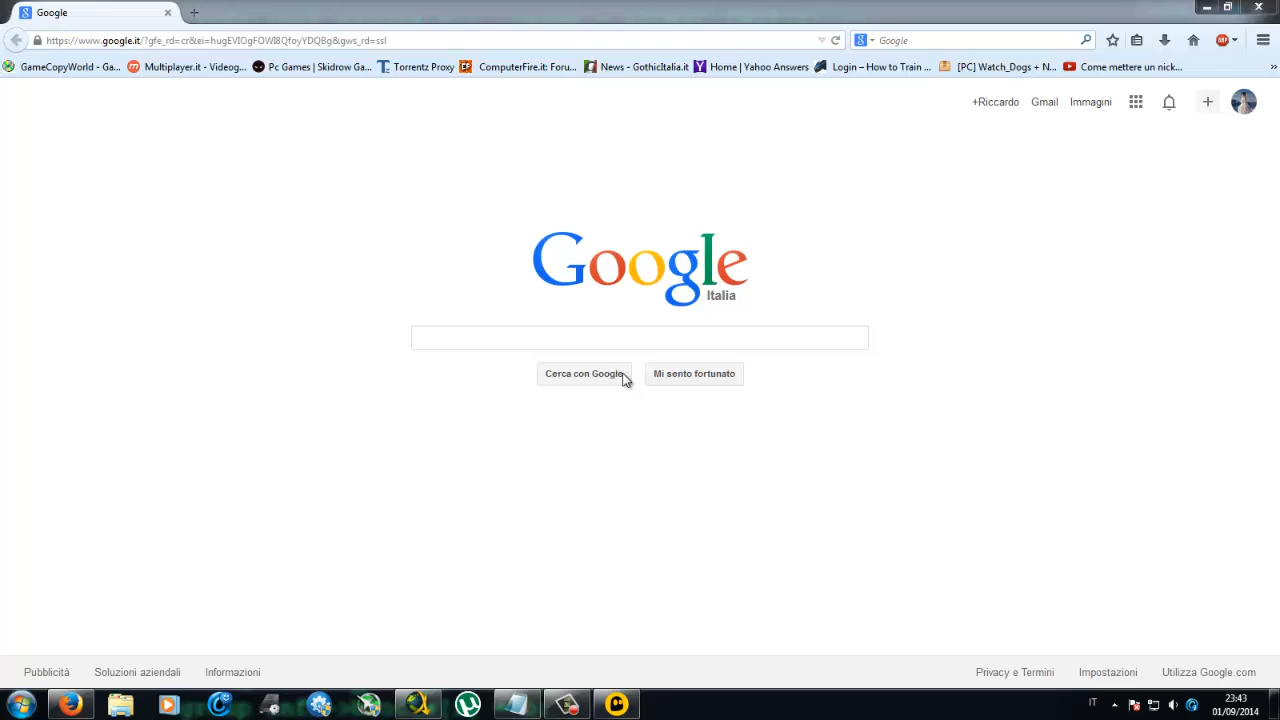 Google
https://www.google.it/?gfe_rd=cr&ei=hugEVIOgFOWI8QfoyYDQBg&gws_rd=ssl
Google
GameCopyWorld - Ga... Multiplayer.it - Videog... Pc Games | Skidrow Ga... Torrentz Proxy ComputerFire.it: Foru... News - GothicItalia.it Home | Yahoo Answers Login – How to Train ... [PC] Watch_Dogs + N... Come mettere un nick... »
+Riccardo Gmail Immagini
Google
Italia
Cerca con Google Mi sento fortunato
Pubblicità Soluzioni aziendali Informazioni Privacy e Termini Impostazioni Utilizza Google.com
IT 23:43
01/09/2014